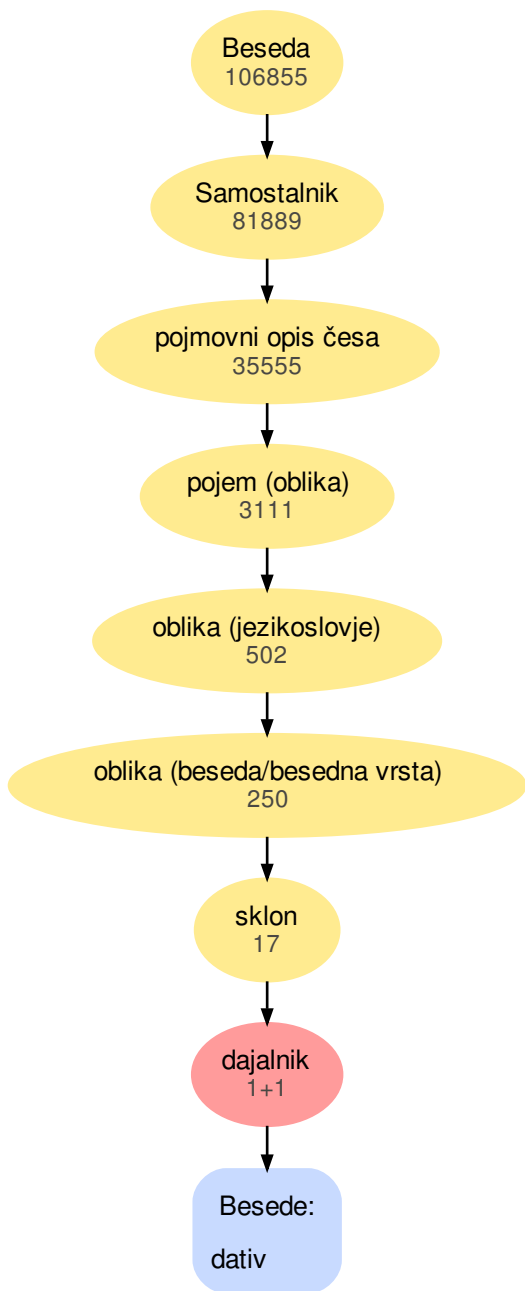 Beseda
106855
Samostalnik
81889
pojmovni opis česa
35555
pojem (oblika)
3111
oblika (jezikoslovje)
502
oblika (beseda/besedna vrsta)
250
sklon
17
dajalnik
1+1
Besede:
dativ